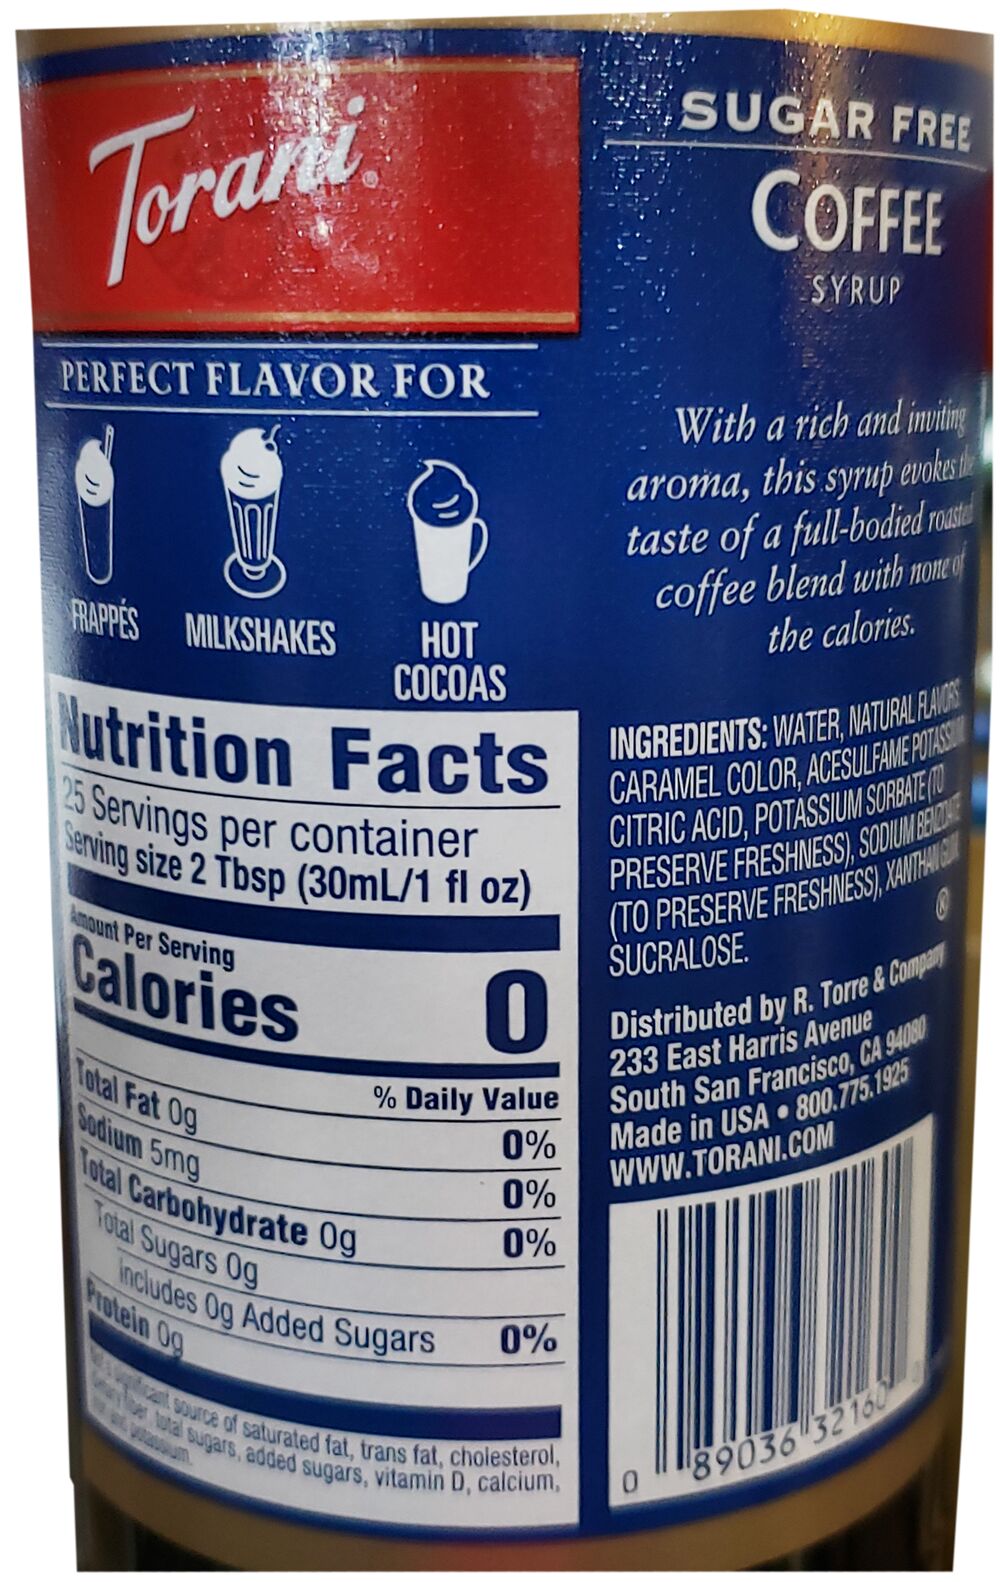 Torani®
PERFECT FLAVOR FOR
FRAPPÉS
MILKSHAKES
HOT
COCOAS
Nutrition Facts
25 Servings per container
Serving size 2 Tbsp (30mL/1 fl oz)
Amount Per Serving
Calories 0
% Daily Value
Total Fat 0g 0%
Sodium 5mg 0%
Total Carbohydrate 0g 0%
Total Sugars 0g
includes 0g Added Sugars 0%
Protein 0g
significant source of saturated fat, trans fat, cholesterol,
fiber, total sugars, added sugars, vitamin D, calcium,
and potassium.
SUGAR FREE
COFFEE
SYRUP
With a rich and inviting
aroma, this syrup evokes the
taste of a full-bodied roasted
coffee blend with none of
the calories.
INGREDIENTS: WATER, NATURAL FLAVORS,
CARAMEL COLOR, ACESULFAME POTASSIUM,
CITRIC ACID, POTASSIUM SORBATE (TO
PRESERVE FRESHNESS), SODIUM BENZOATE
(TO PRESERVE FRESHNESS), XANTHAN GUM,
SUCRALOSE.
®
Distributed by R. Torre & Company
233 East Harris Avenue
South San Francisco, CA 94080
Made in USA • 800.775.1925
WWW.TORANI.COM
0 89036 32160